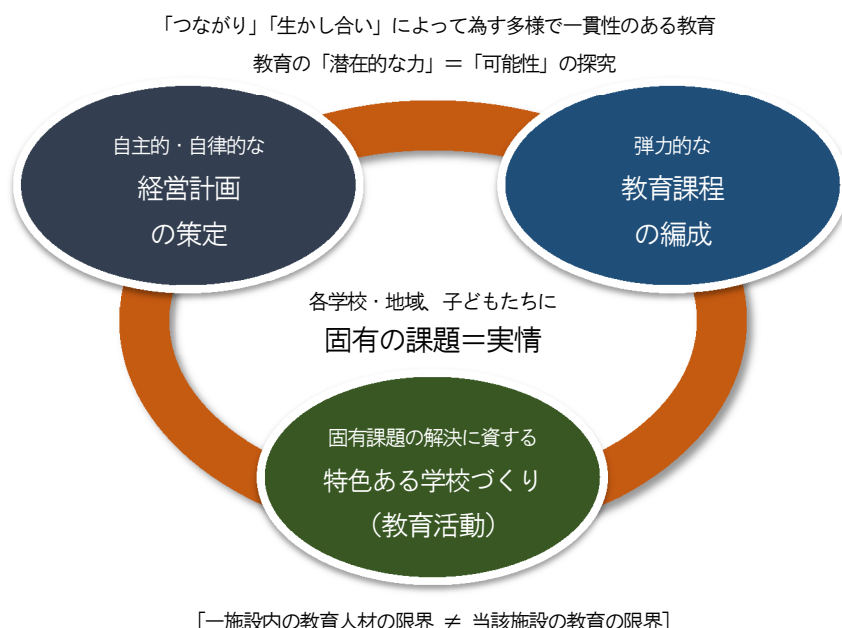 「つながり」「生かし合い」によって為す多様で一貫性のある教育
教育の「潜在的な力」＝「可能性」の探究
自主的・自律的な
経営計画
の策定
弾力的な
教育課程
の編成
各学校・地域、子どもたちに
固有の課題＝実情
固有課題の解決に資する
特色ある学校づくり
（教育活動）
［一施設内の教育人材の限界 ≠ 当該施設の教育の限界］